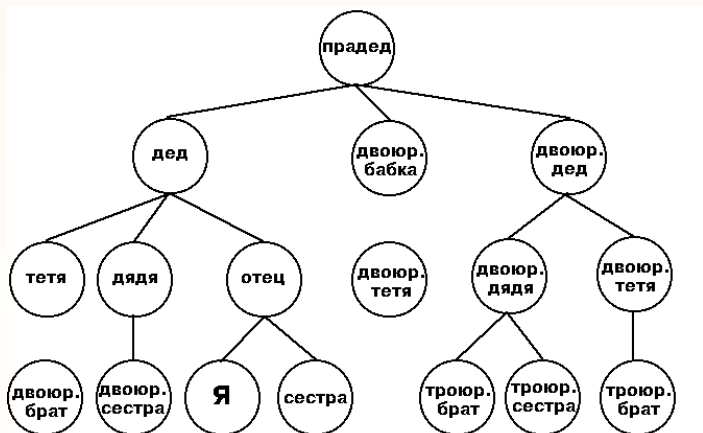 прадед
дед
двоюр.
бабка
двоюр.
дед
тетя
дядя
отец
двоюр.
тетя
двоюр.
дядя
двоюр.
тетя
двоюр.
брат
двоюр.
сестра
Я
сестра
троюр.
брат
троюр.
сестра
троюр.
брат